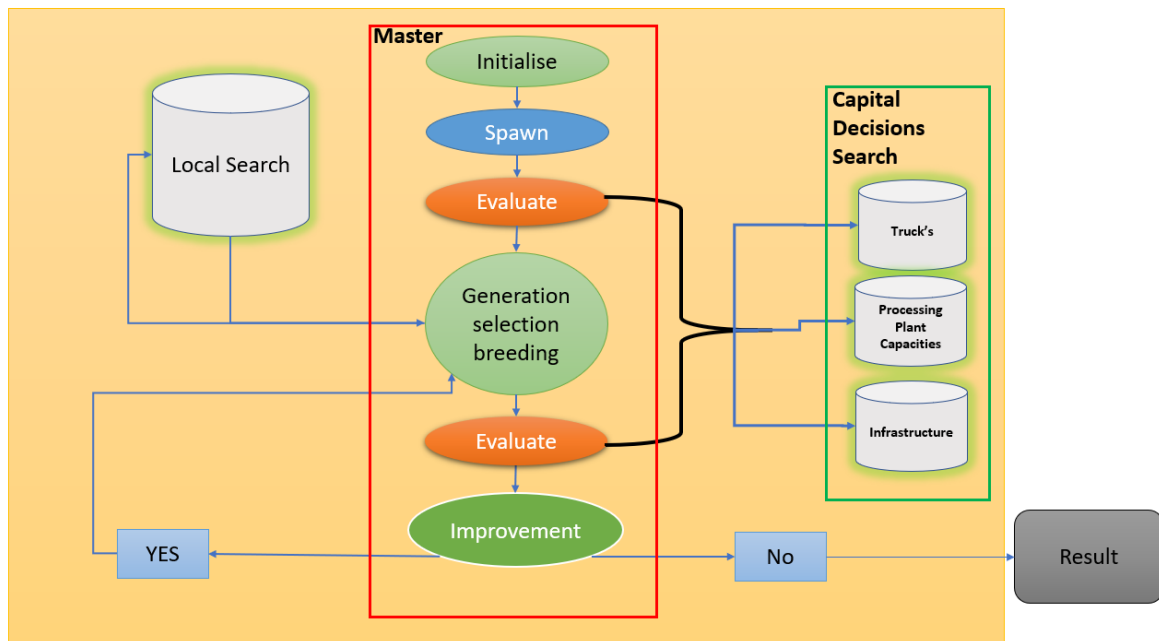 Master
Initialise
Spawn
Evaluate
Generation
selection
breeding
Evaluate
Improvement
Local Search
Capital
Decisions
Search
Truck's
Processing
Plant
Capacities
Infrastructure
YES
No
Result